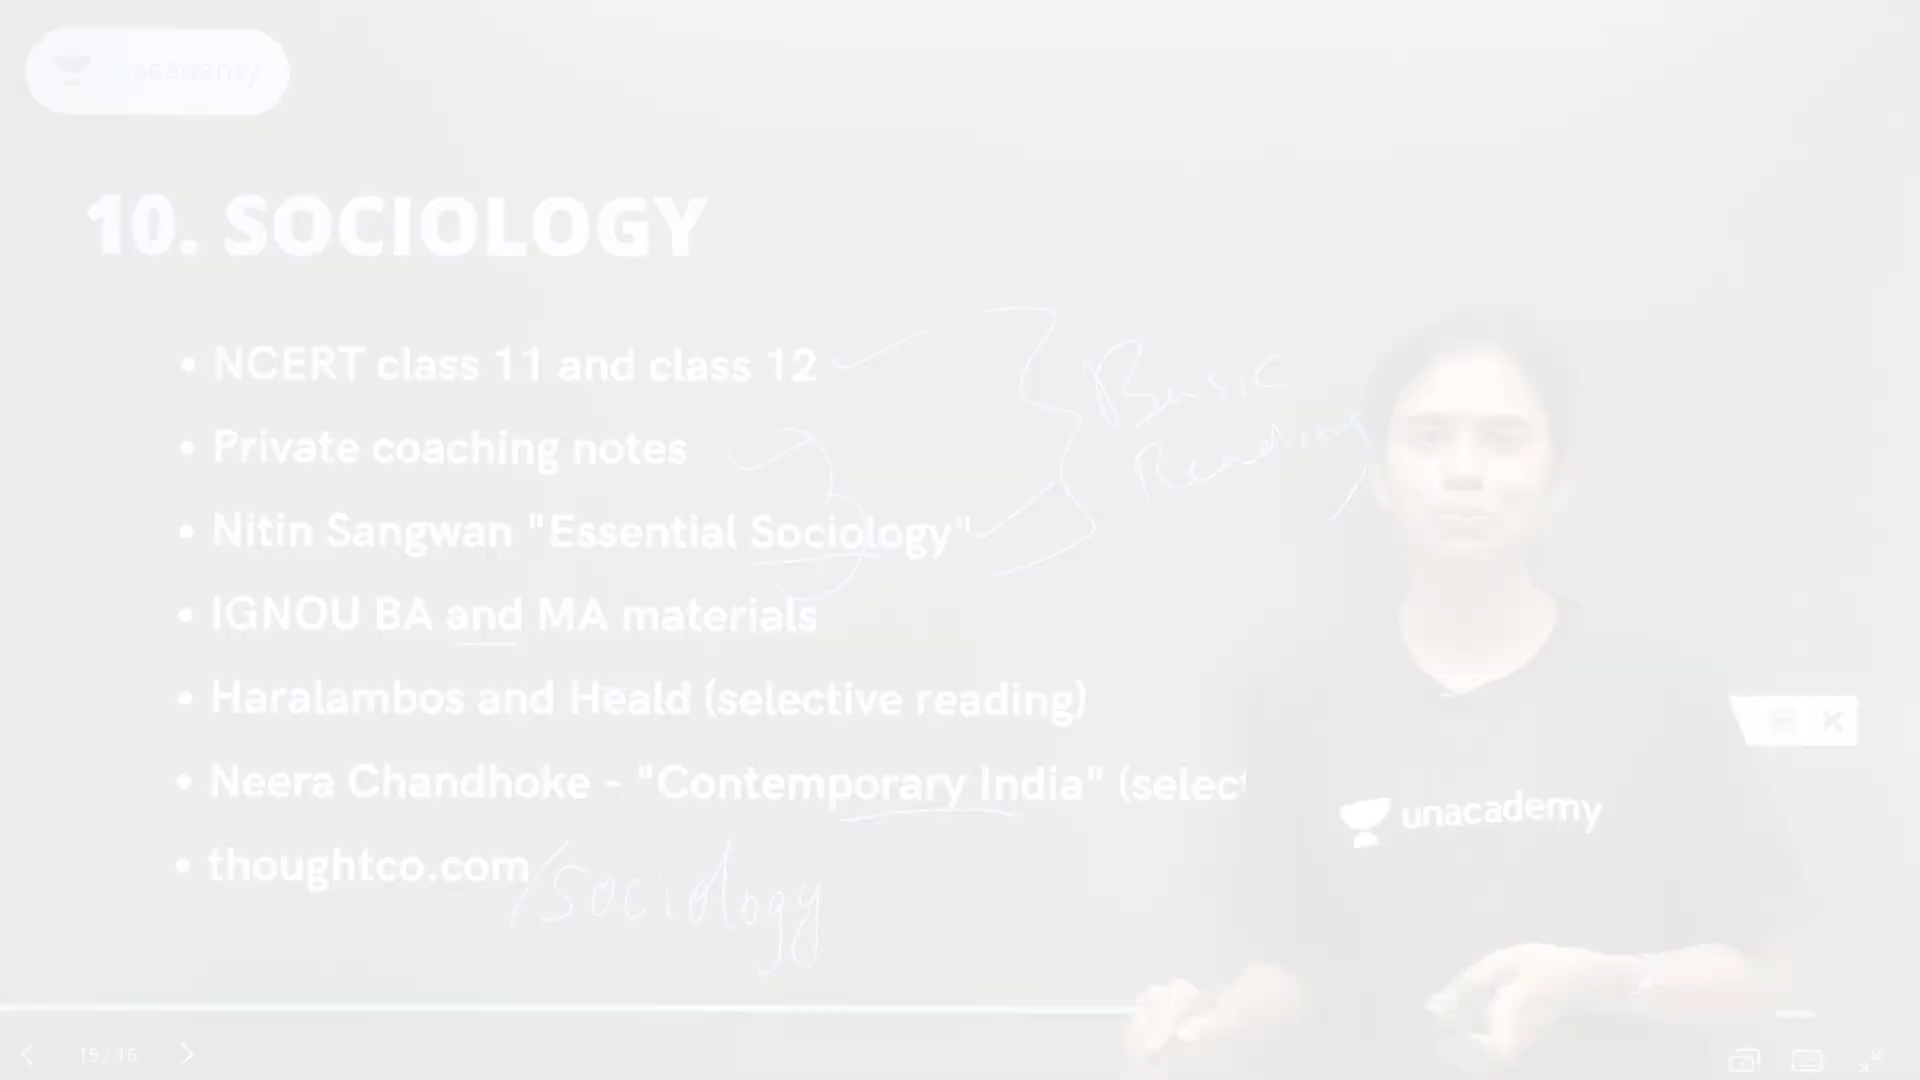 unacademy
10. SOCIOLOGY
• NCERT class 11 and class 12
• Private coaching notes
• Nitin Sangwan "Essential Sociology"
• IGNOU BA and MA materials
• Haralambos and Heald (selective reading)
• Neera Chandhoke - "Contemporary India" (select
• thoughtco.com/sociology
Basic
Reading
unacademy
15 / 16